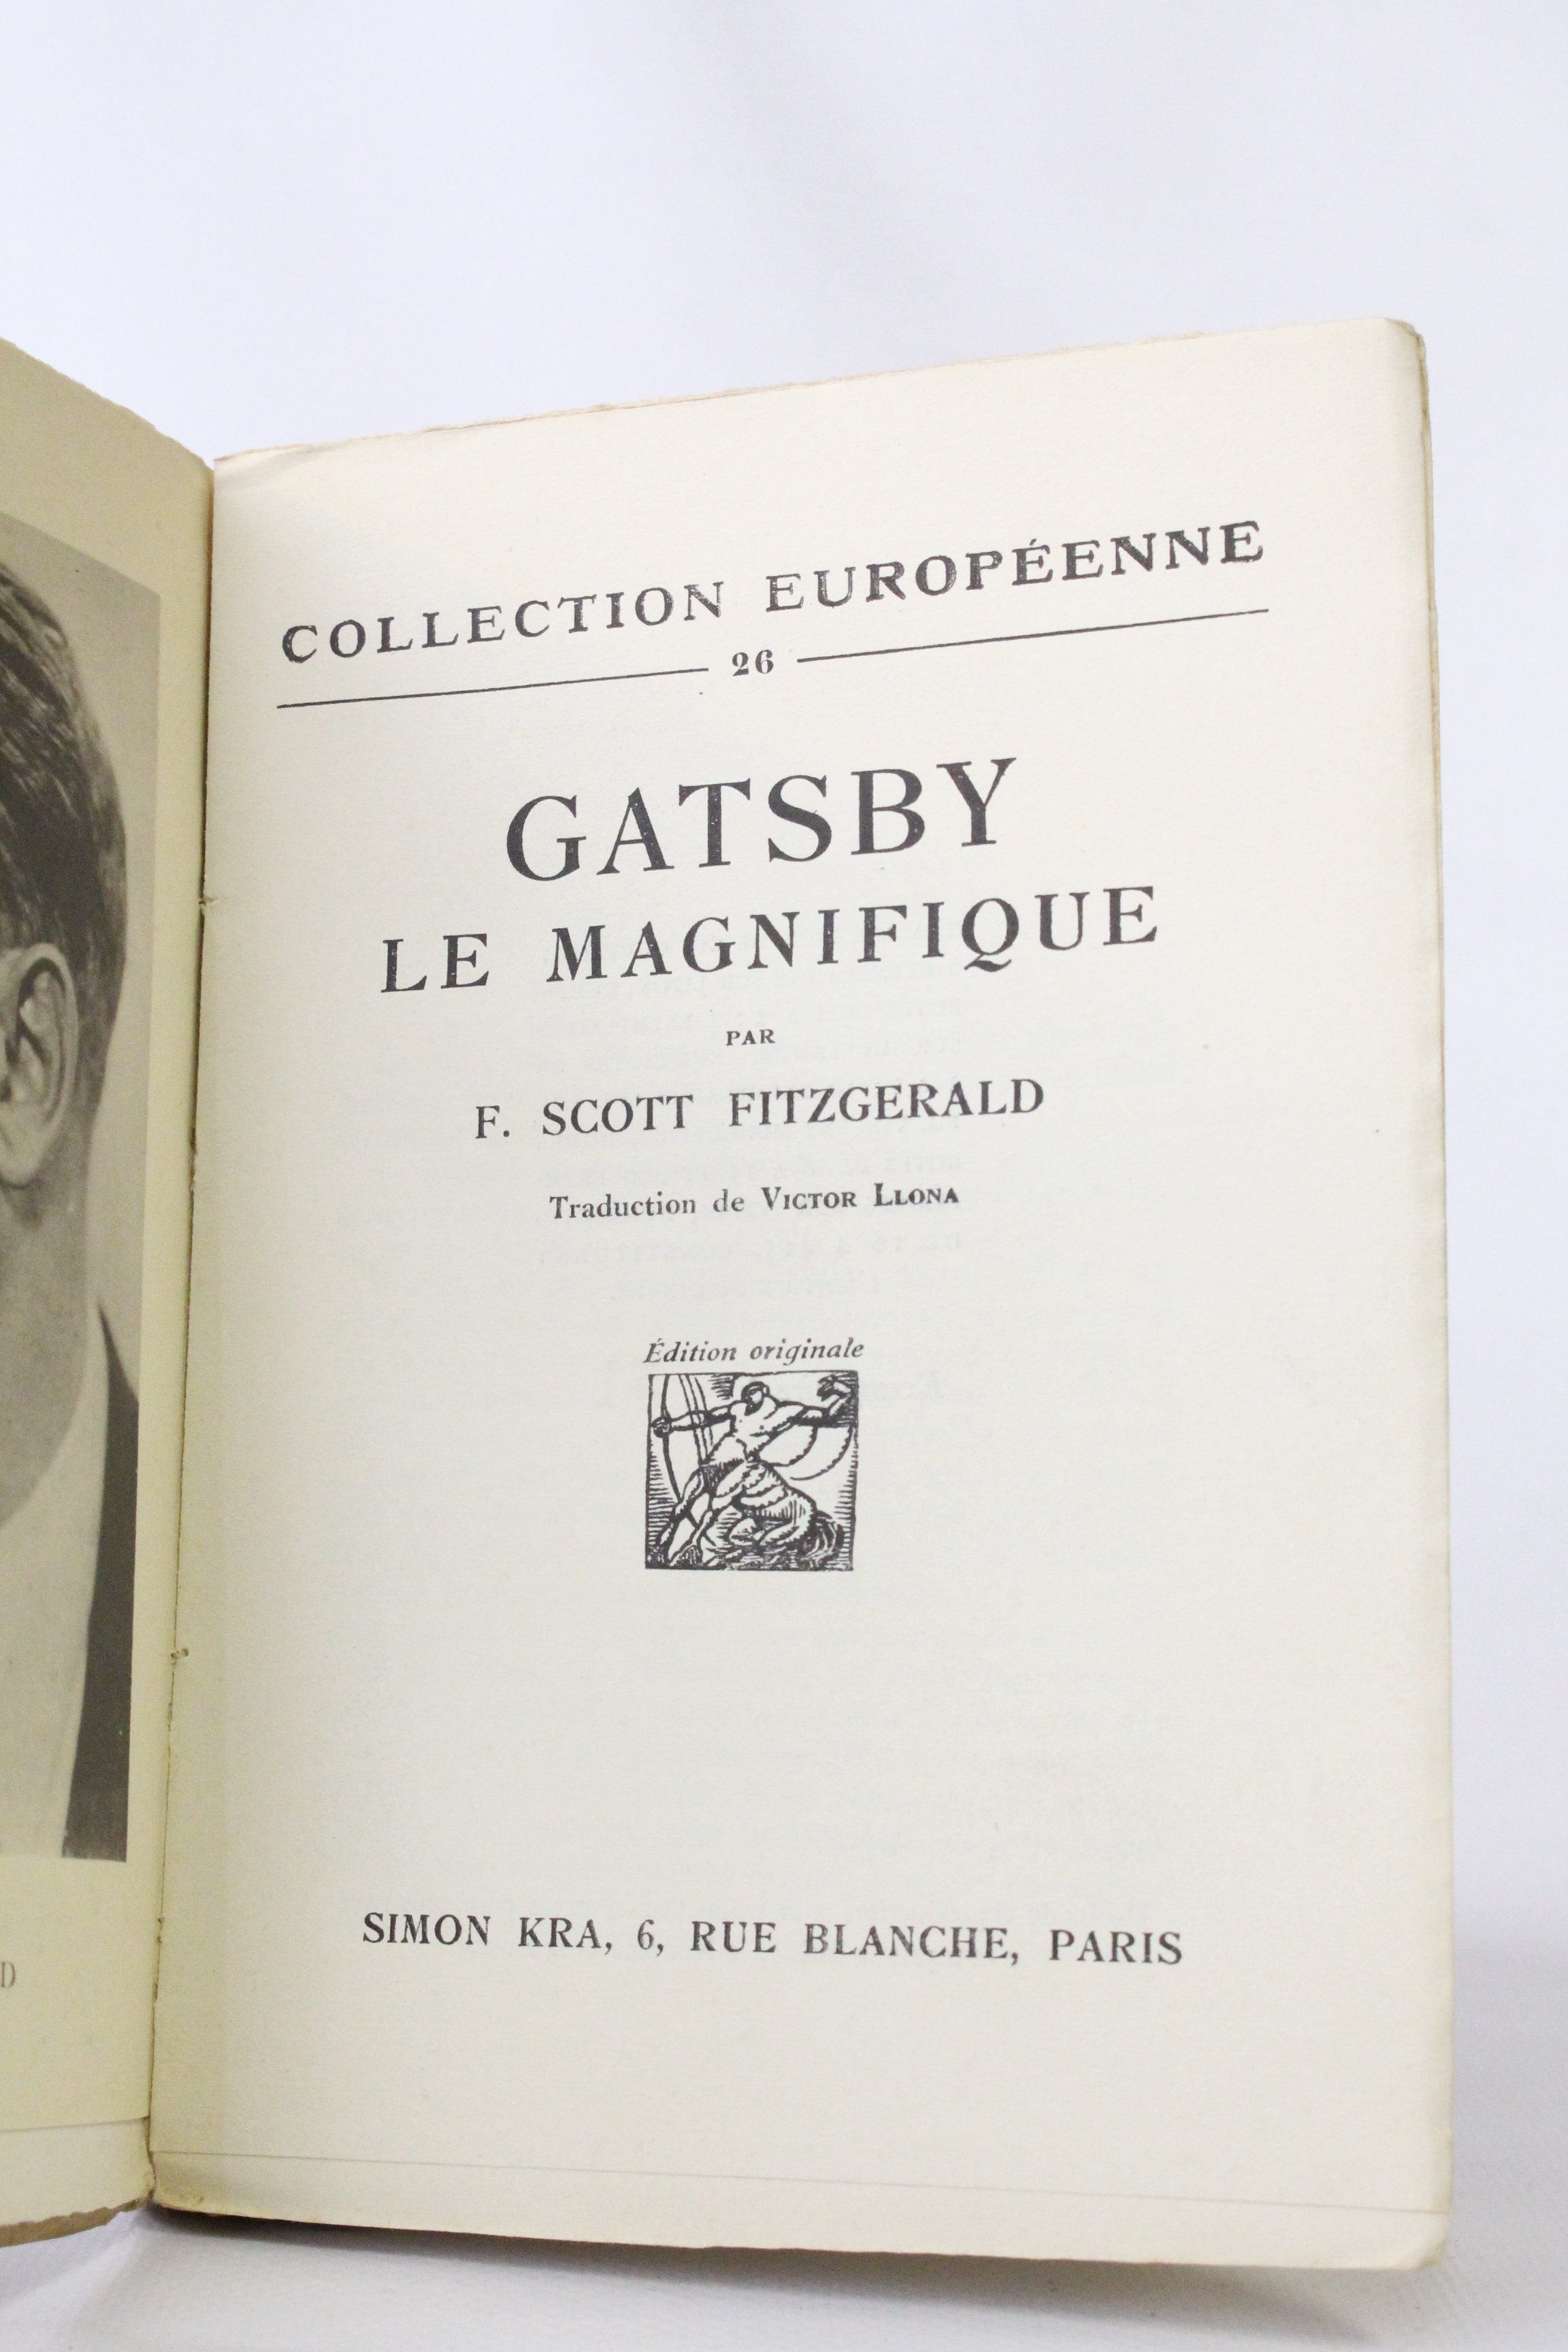 COLLECTION EUROPÉENNE
26
GATSBY
LE MAGNIFIQUE
PAR
F. SCOTT FITZGERALD
Traduction de VICTOR LLONA
Édition originale
SIMON KRA, 6, RUE BLANCHE, PARIS
D